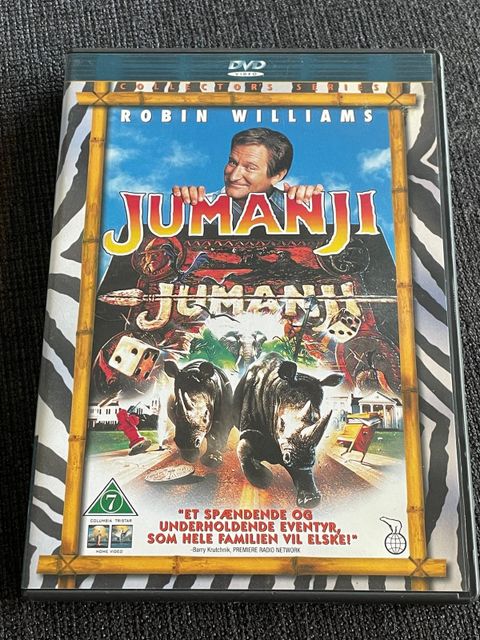 DVD
VIDEO
COLLECTORS SERIES
ROBIN WILLIAMS
JUMANJI
JUMANJI
7
"ET SPÆNDENDE OG
UNDERHOLDENDE EVENTYR,
SOM HELE FAMILIEN VIL ELSKE!"
–Barry Krutchnik, PREMIERE RADIO NETWORK
COLUMBIA TRISTAR
HOME VIDEO